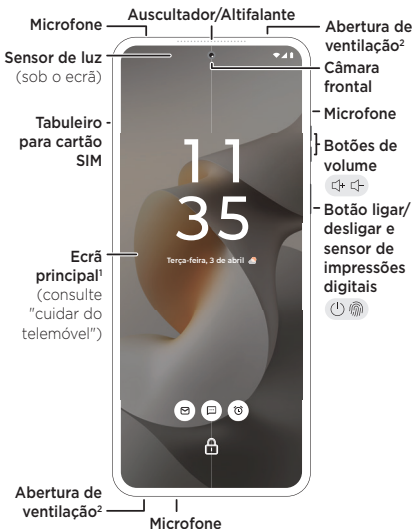 Microfone
Auscultador/Altifalante
Abertura de
ventilação²
Sensor de luz
(sob o ecrã)
Câmara
frontal
Microfone
Tabuleiro
para cartão
SIM
Botões de
volume
11
35
Terça-feira, 3 de abril
Botão ligar/
desligar e
sensor de
impressões
digitais
Ecrã
principal¹
(consulte
"cuidar do
telemóvel")
Abertura de
ventilação²
Microfone